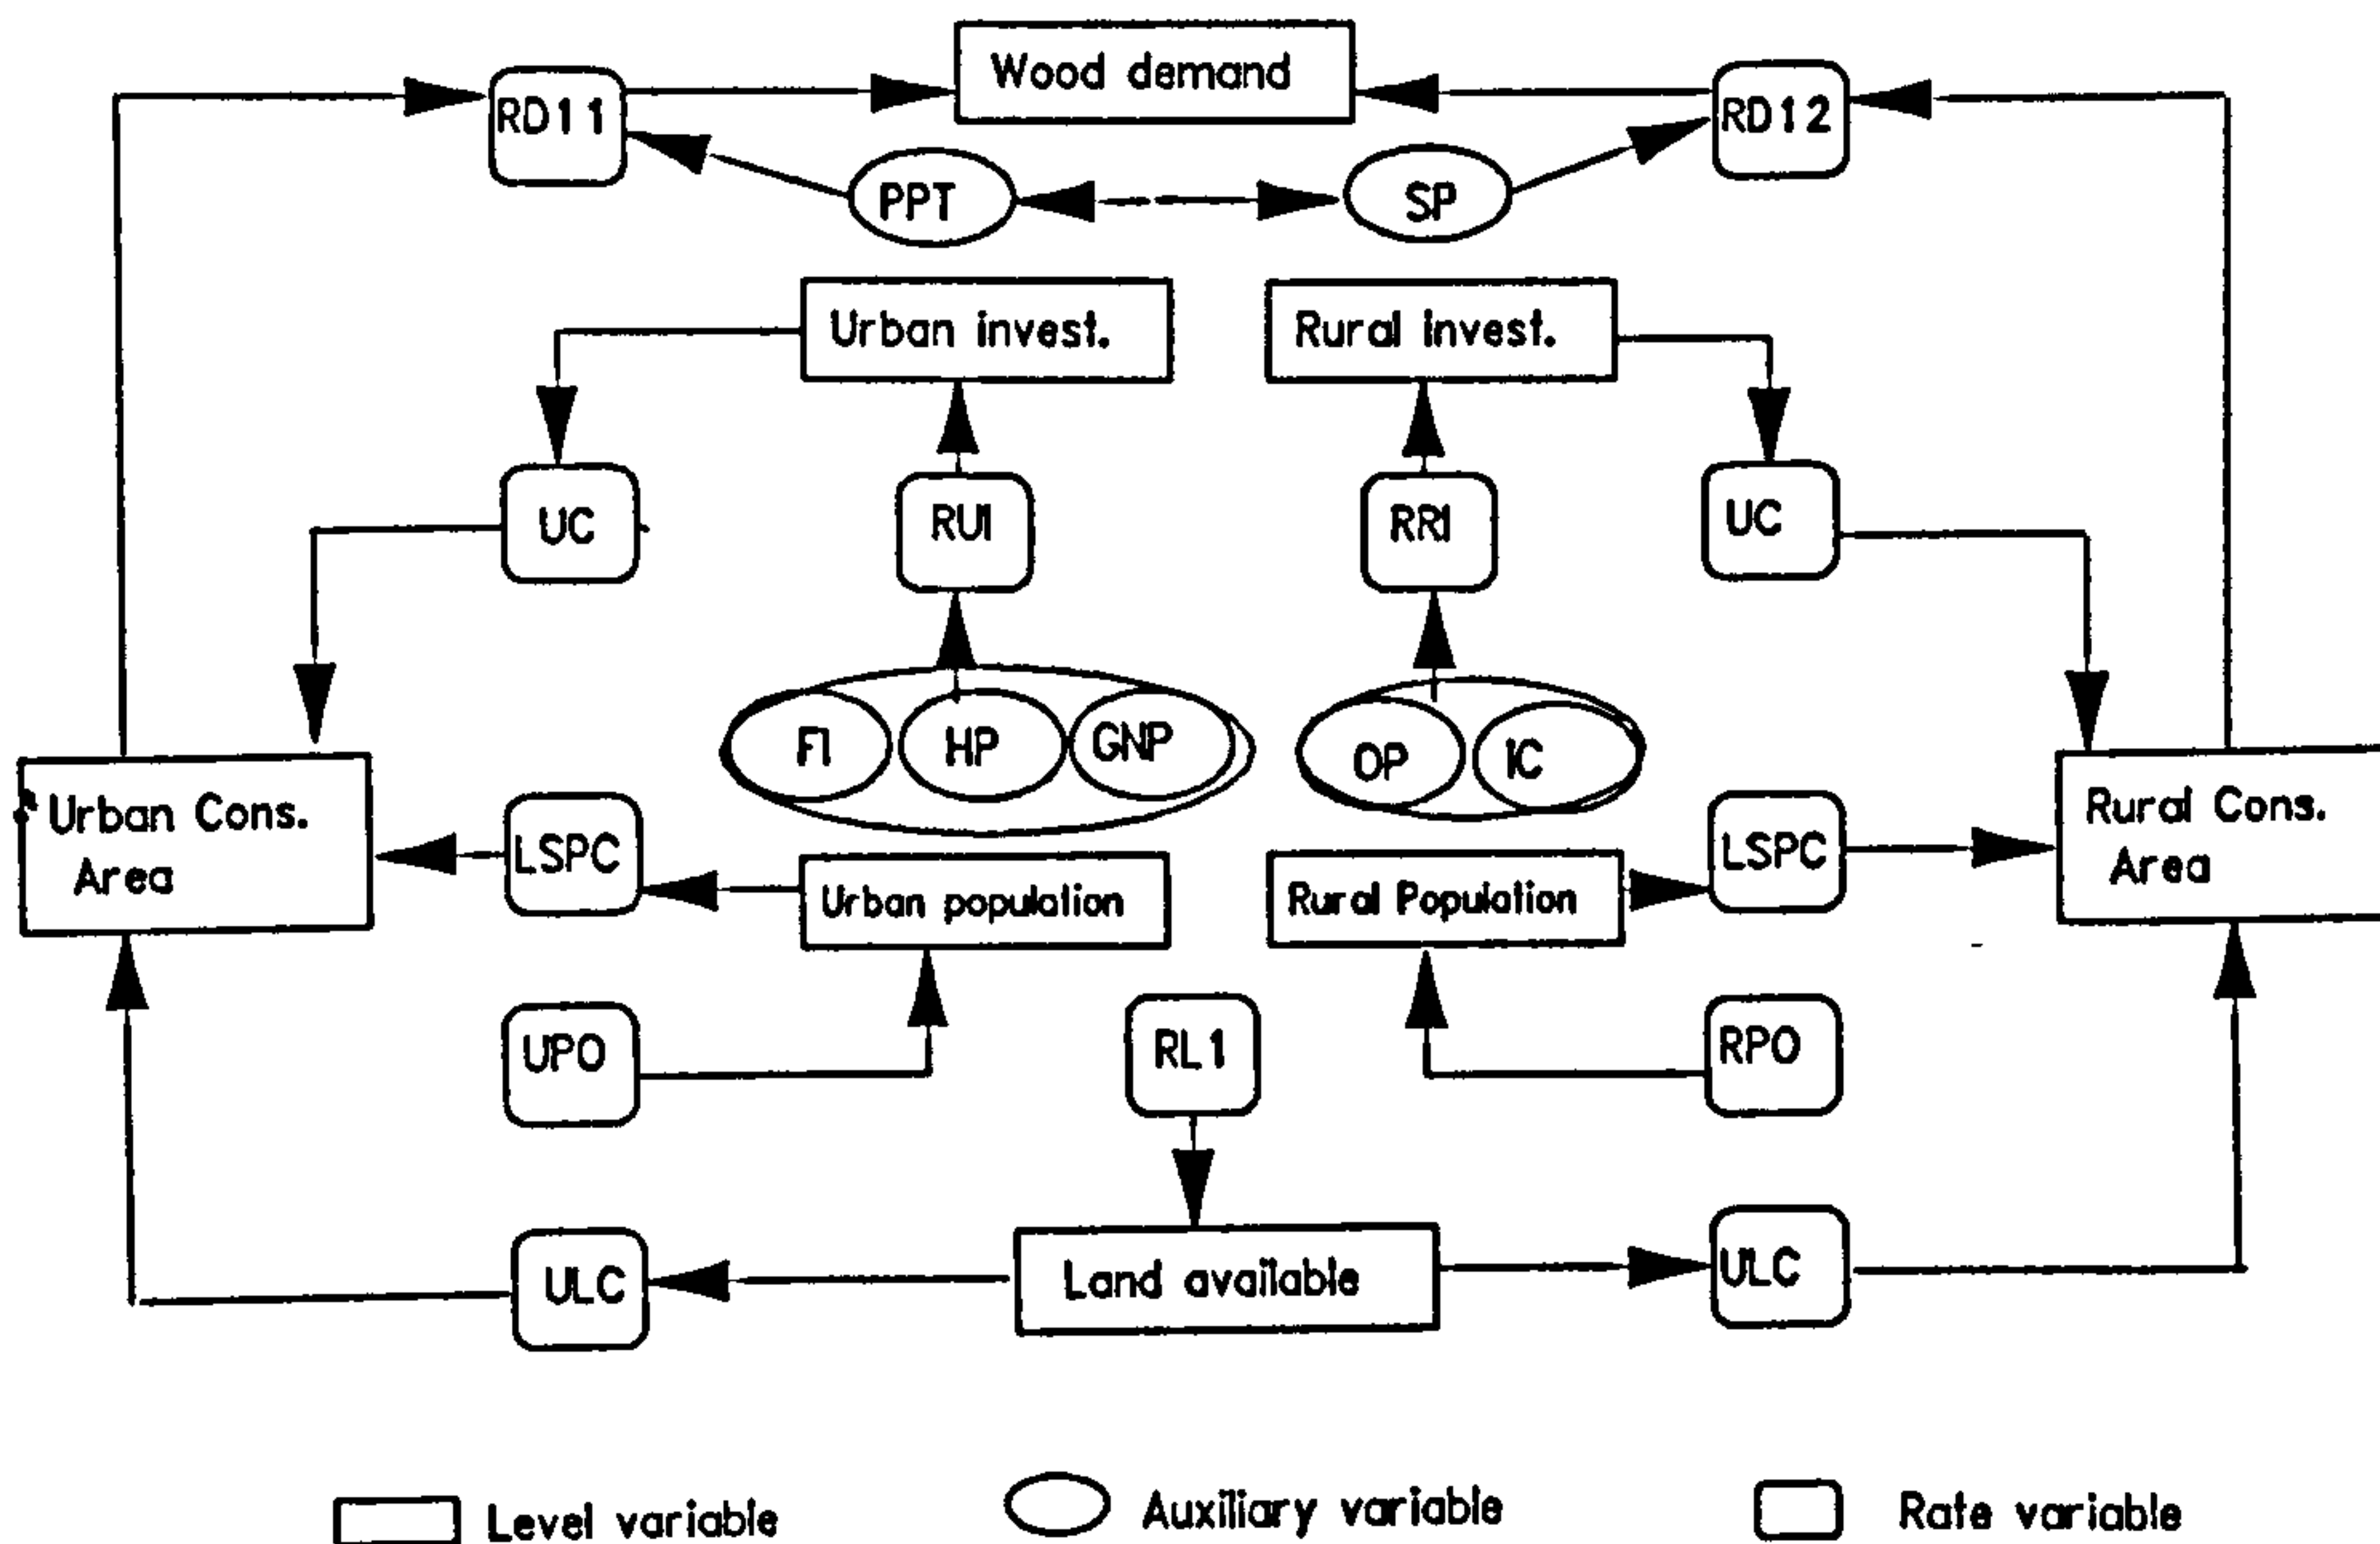 Wood demand
RD11
RD12
PPT
SP
Urban invest.
Rural invest.
UC
RUI
RRI
UC
FI
HP
GNP
OP
IC
Urban Cons.
Area
LSPC
LSPC
Rural Cons.
Area
Urban population
Rural Population
UPO
RL1
RPO
ULC
Land available
ULC
Level variable
Auxiliary variable
Rate variable